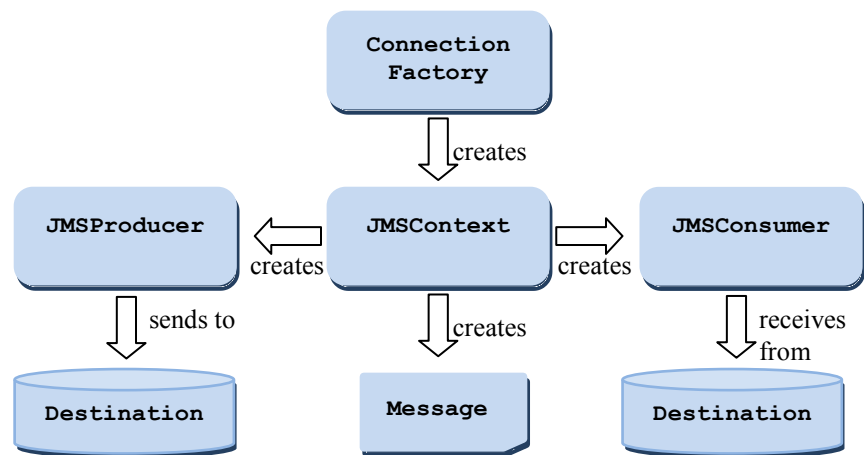 Connection
Factory
creates
JMSProducer
JMSContext
JMSConsumer
creates
creates
sends to
creates
receives
from
Destination
Message
Destination